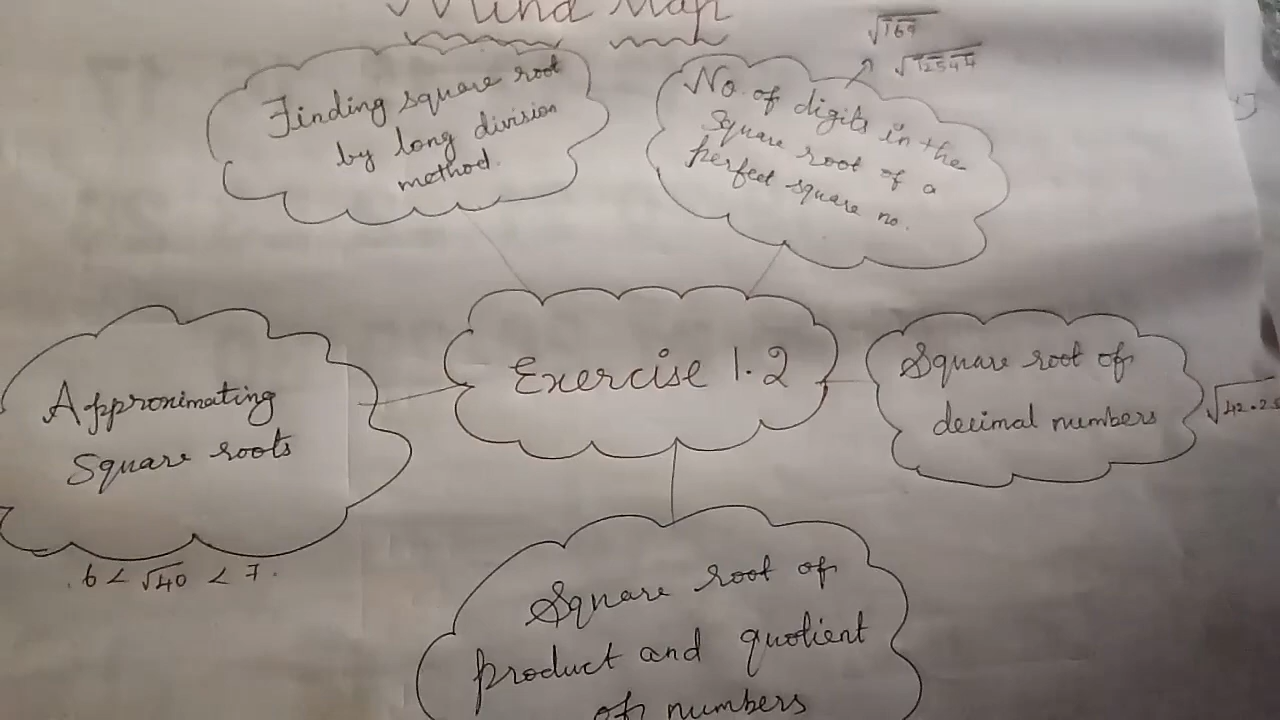 Mind Map
√169
√12544
Finding square root
by long division
method.
No. of digits in the
square root of a
perfect square no.
Exercise 1.2
Square root of
decimal numbers
√42.25
Approximating
Square roots
6 < √40 < 7.
Square root of
product and quotient
of numbers